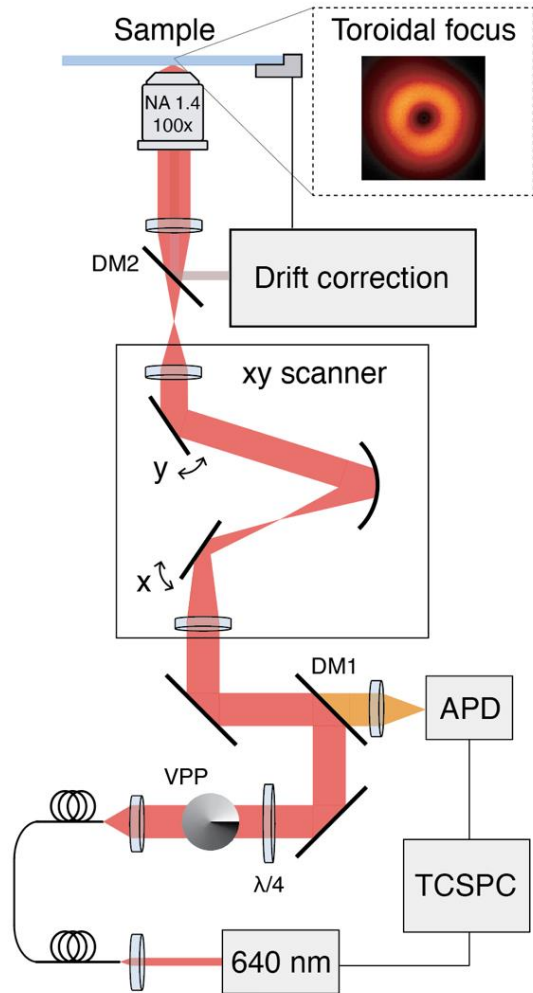 Sample
Toroidal focus
NA 1.4
100x
DM2
Drift correction
xy scanner
y
x
DM1
APD
VPP
λ/4
TCSPC
640 nm